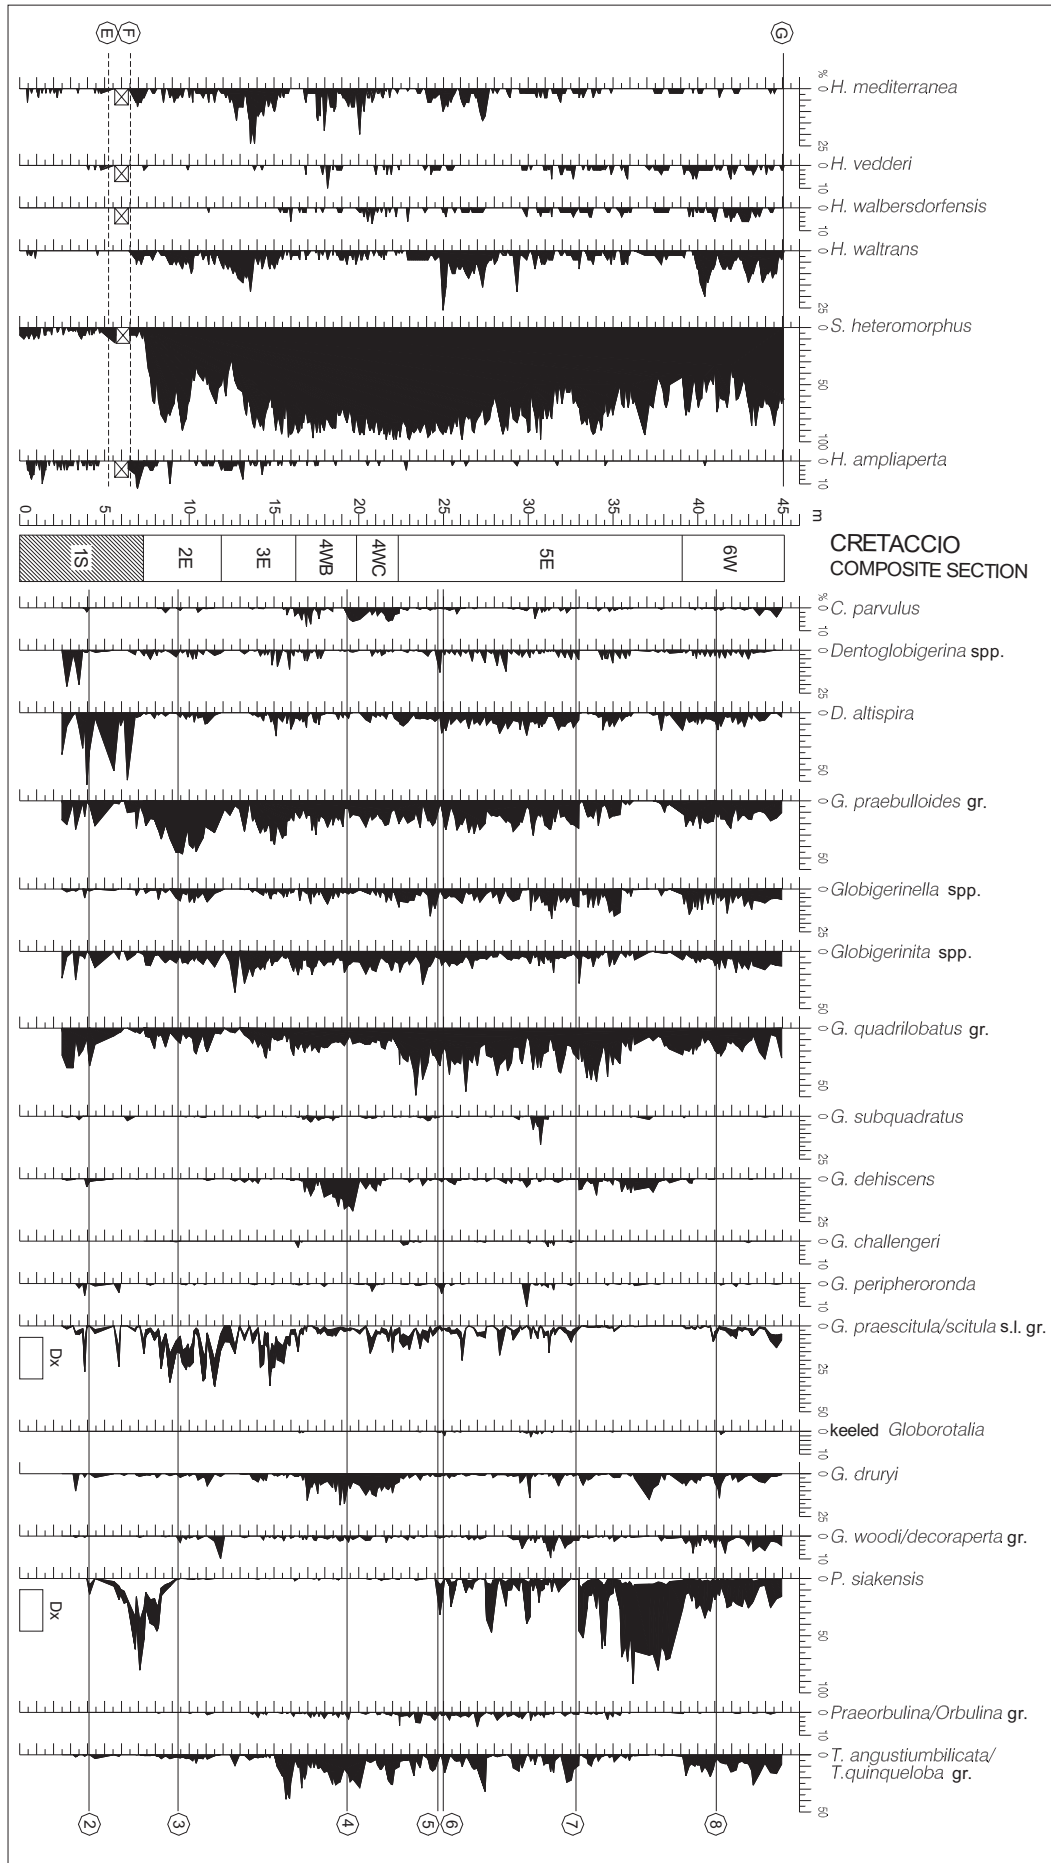 E
F
G
%
0
25
H. mediterranea
0
10
H. vedderi
0
10
H. walbersdorfensis
0
25
H. waltrans
0
50
100
S. heteromorphus
0
10
H. ampliaperta
0
5
10
15
20
25
30
35
40
45
m
CRETACCIO
COMPOSITE SECTION
1S
2E
3E
4WB
4WC
5E
6W
% 0
10
C. parvulus
0
25
Dentoglobigerina spp.
0
50
D. altispira
0
50
G. praebulloides gr.
0
25
Globigerinella spp.
0
50
Globigerinita spp.
0
50
G. quadrilobatus gr.
0
25
G. subquadratus
0
25
G. dehiscens
0
10
G. challengeri
0
10
G. peripheroronda
0
25
50
G. praescitula/scitula s.l. gr.
Dx
0
10
keeled Globorotalia
0
25
G. druryi
0
10
G. woodi/decoraperta gr.
0
50
100
P. siakensis
Dx
0
10
Praeorbulina/Orbulina gr.
0
50
T. angustiumbilicata/
T.quinqueloba gr.
2
3
4
5
6
7
8